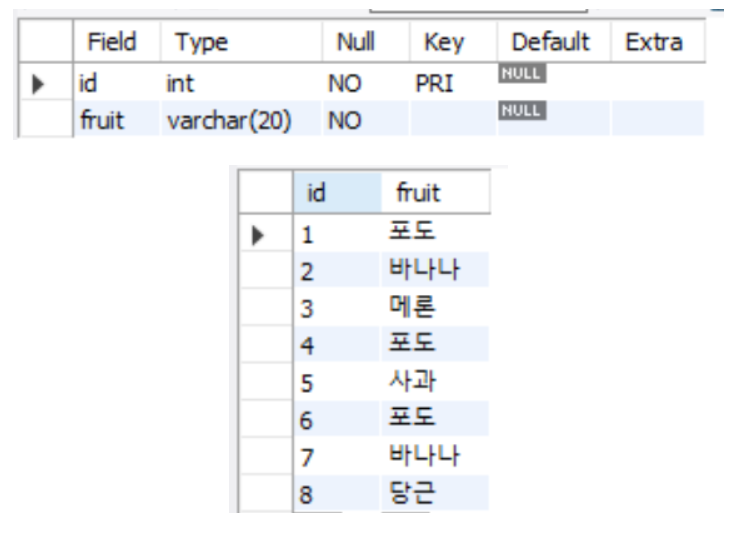 Field Type Null Key Default Extra
id int NO PRI NULL
fruit varchar(20) NO NULL
id fruit
1 포도
2 바나나
3 메론
4 포도
5 사과
6 포도
7 바나나
8 당근